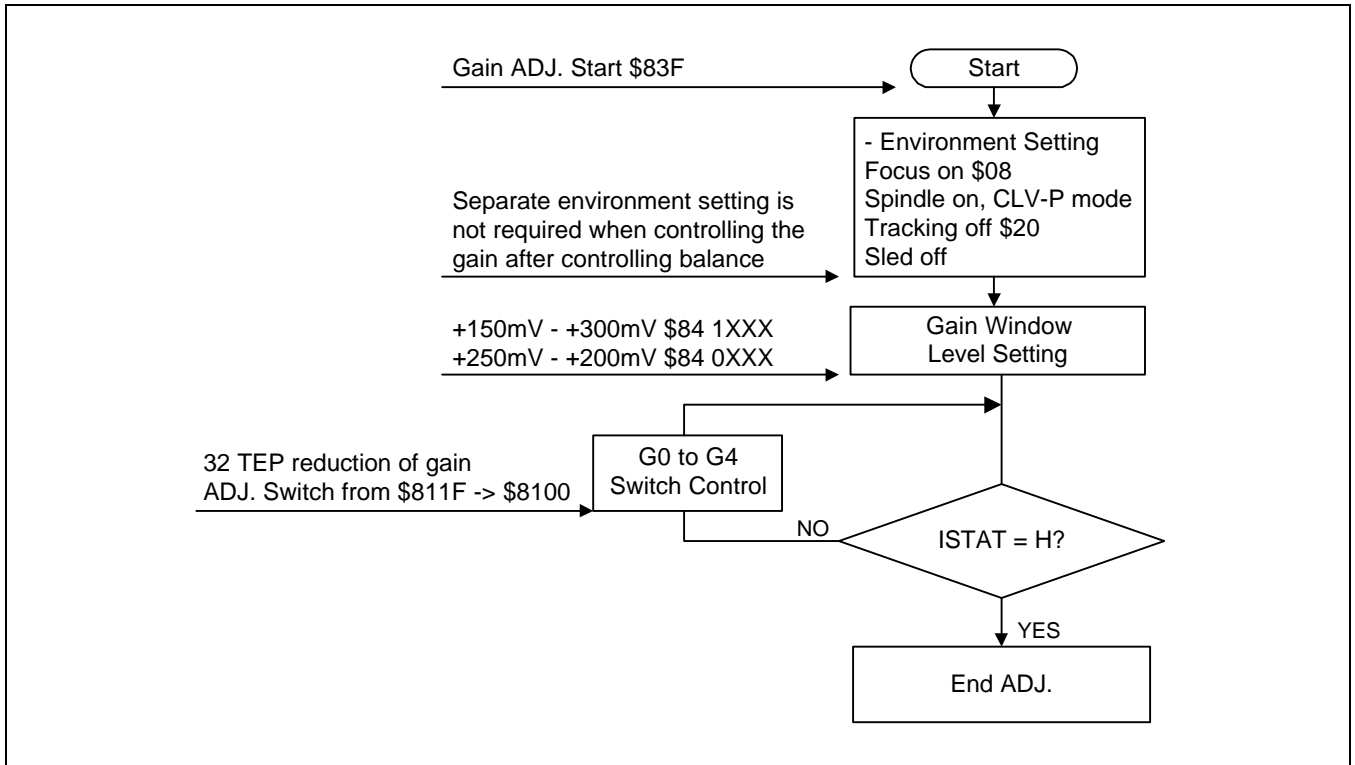 Gain ADJ. Start $83F
Start
- Environment Setting
Focus on $08
Spindle on, CLV-P mode
Tracking off $20
Sled off
Separate environment setting is
not required when controlling the
gain after controlling balance
+150mV - +300mV $84 1XXX
+250mV - +200mV $84 0XXX
Gain Window
Level Setting
32 TEP reduction of gain
ADJ. Switch from $811F -> $8100
G0 to G4
Switch Control
NO
ISTAT = H?
YES
End ADJ.